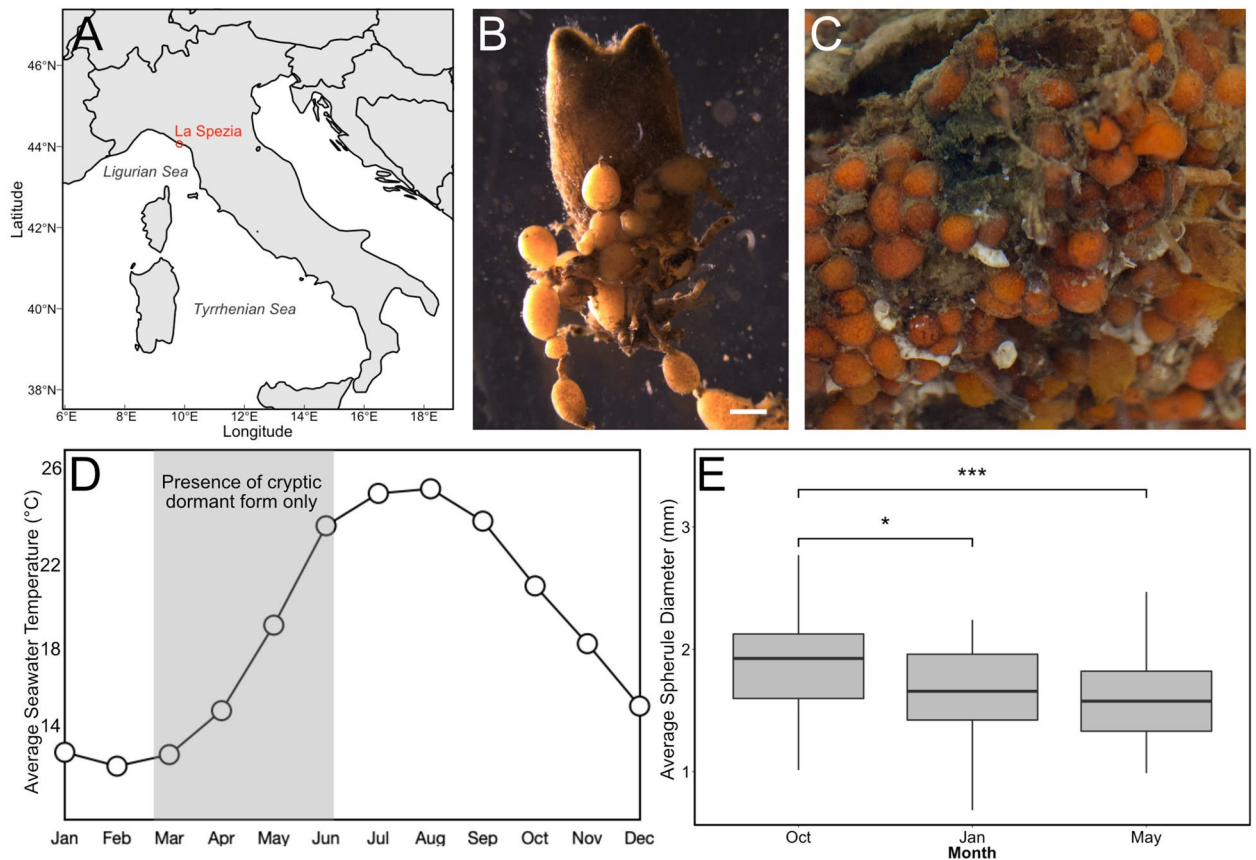 A
46°N
44°N
42°N
40°N
38°N
Latitude
La Spezia
Ligurian Sea
Tyrrhenian Sea
6°E 8°E 10°E 12°E 14°E 16°E 18°E
Longitude
B
C
D
Presence of cryptic
dormant form only
26
22
18
14
Average Seawater Temperature (°C)
Jan Feb Mar Apr May Jun Jul Aug Sep Oct Nov Dec
E
***
*
3
2
1
Average Spherule Diameter (mm)
Oct Jan May
Month